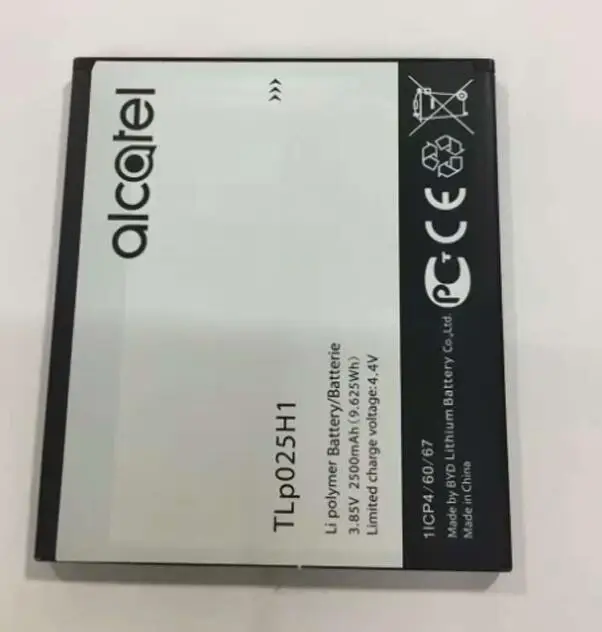 alcatel
TLp025H1
Li polymer Battery/Batterie
3.85V 2500mAh(9.625Wh)
Limited charge voltage:4.4V
1ICP4/60/67
Made by BYD Lithium Battery Co.,Ltd.
Made in China